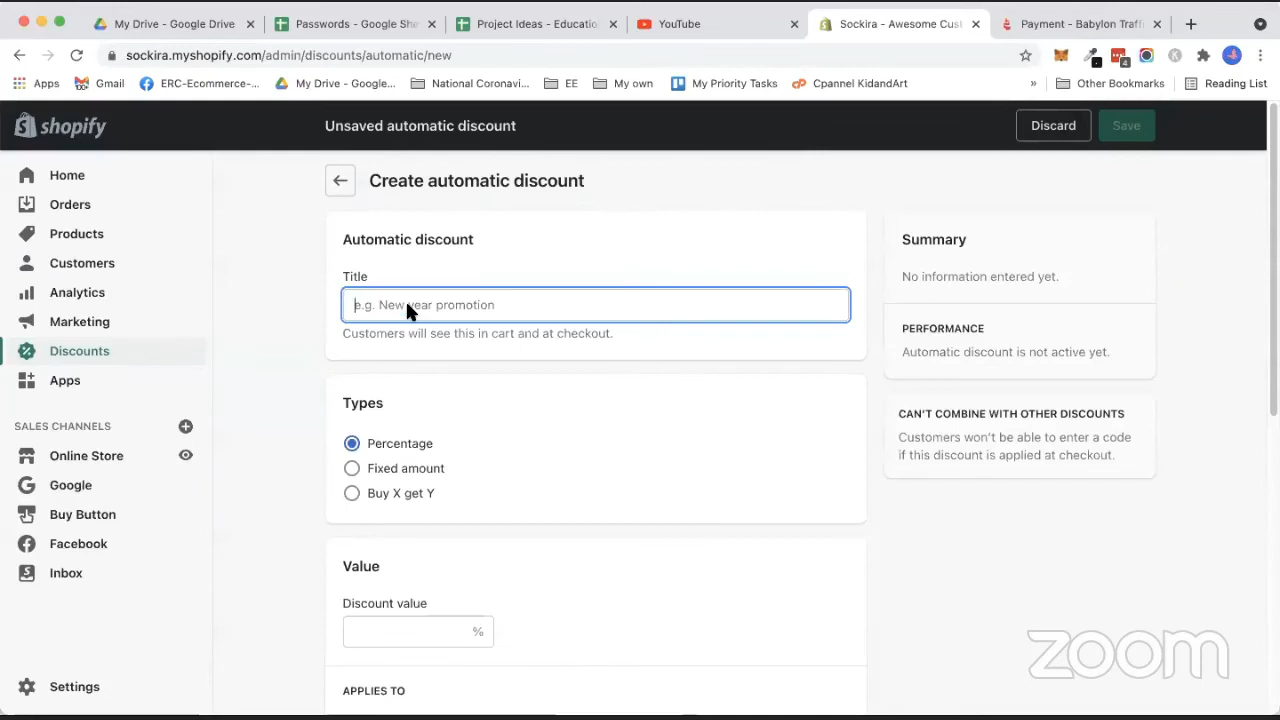 My Drive - Google Drive
Passwords - Google She
Project Ideas - Educatio
YouTube
Sockira - Awesome Cus
Payment - Babylon Traff
sockira.myshopify.com/admin/discounts/automatic/new
4
Apps
Gmail
ERC-Ecommerce-...
My Drive - Google...
National Coronavi...
EE
My own
My Priority Tasks
Cpannel KidandArt
»
Other Bookmarks
Reading List
shopify
Unsaved automatic discount
Discard
Save
Home
Orders
Products
Customers
Analytics
Marketing
Discounts
Apps
SALES CHANNELS
Online Store
Google
Buy Button
Facebook
Inbox
Settings
Create automatic discount
Automatic discount
Title
e.g. New year promotion
Customers will see this in cart and at checkout.
Types
Percentage
Fixed amount
Buy X get Y
Value
Discount value
%
APPLIES TO
Summary
No information entered yet.
PERFORMANCE
Automatic discount is not active yet.
CAN'T COMBINE WITH OTHER DISCOUNTS
Customers won't be able to enter a code
if this discount is applied at checkout.
zoom